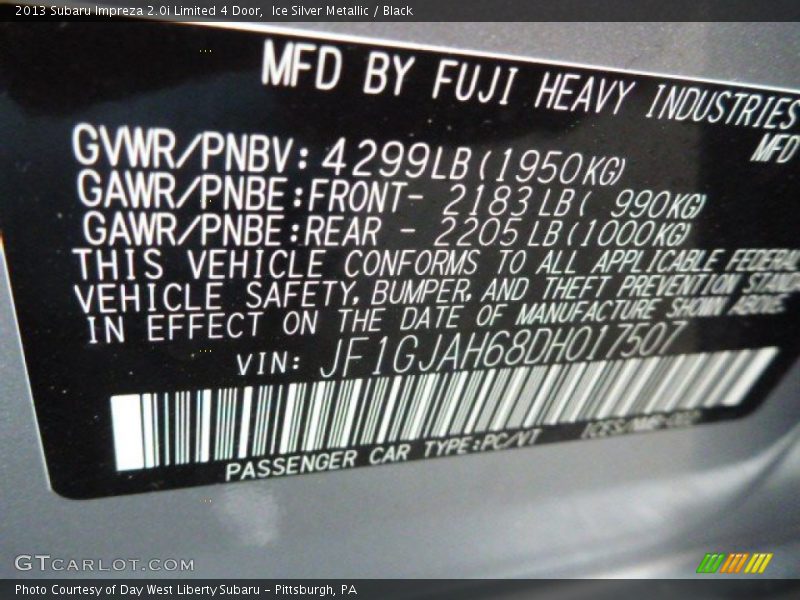 2013 Subaru Impreza 2.0i Limited 4 Door, Ice Silver Metallic / Black
MFD BY FUJI HEAVY INDUSTRIES
MFD
GVWR/PNBV: 4299LB(1950KG)
GAWR/PNBE:FRONT- 2183LB( 990KG)
GAWR/PNBE:REAR - 2205LB(1000KG)
THIS VEHICLE CONFORMS TO ALL APPLICABLE FEDERAL
VEHICLE SAFETY, BUMPER, AND THEFT PREVENTION STANDA
IN EFFECT ON THE DATE OF MANUFACTURE SHOWN ABOVE.
VIN: JF1GJAH68DH017507
PASSENGER CAR TYPE:PC/VT
GTCARLOT.COM
Photo Courtesy of Day West Liberty Subaru - Pittsburgh, PA